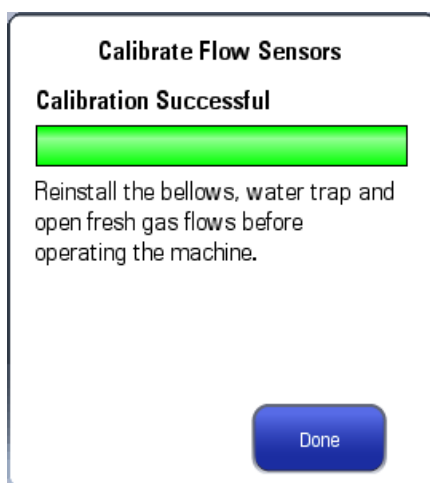 Calibrate Flow Sensors
Calibration Successful
Reinstall the bellows, water trap and
open fresh gas flows before
operating the machine.
Done